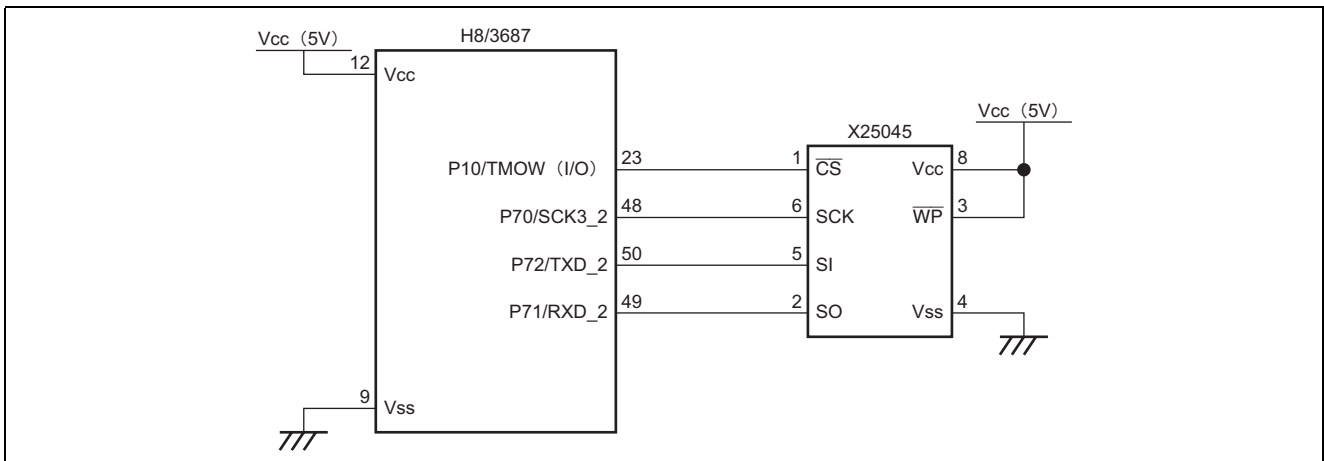 H8/3687
Vcc（5V）
12
Vcc
Vcc（5V）
X25045
P10/TMOW（I/O）
23
1
CS
Vcc
8
P70/SCK3_2
48
6
SCK
WP
3
P72/TXD_2
50
5
SI
P71/RXD_2
49
2
SO
Vss
4
9
Vss